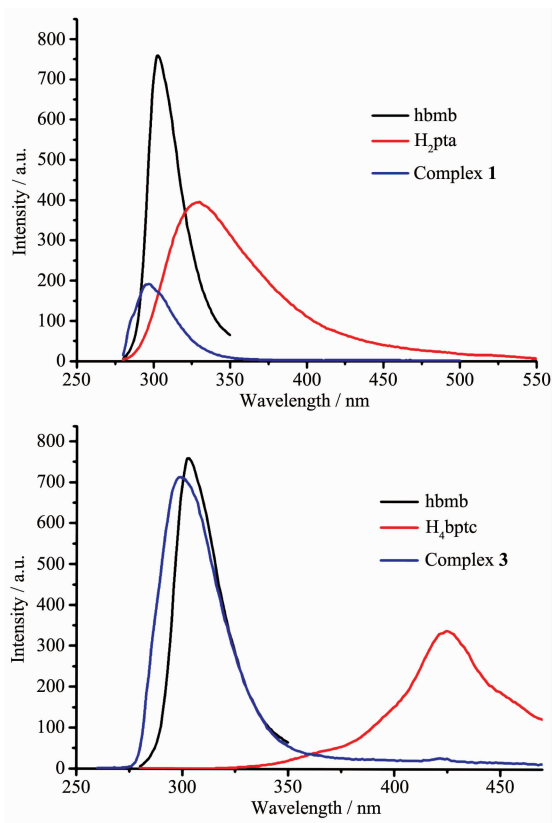 800
700
600
500
400
300
200
100
0
Intensity / a.u.
hbmb
H₂pta
Complex 1
250 300 350 400 450 500 550
Wavelength / nm
800
700
600
500
400
300
200
100
0
Intensity / a.u.
hbmb
H₄bptc
Complex 3
250 300 350 400 450
Wavelength / nm